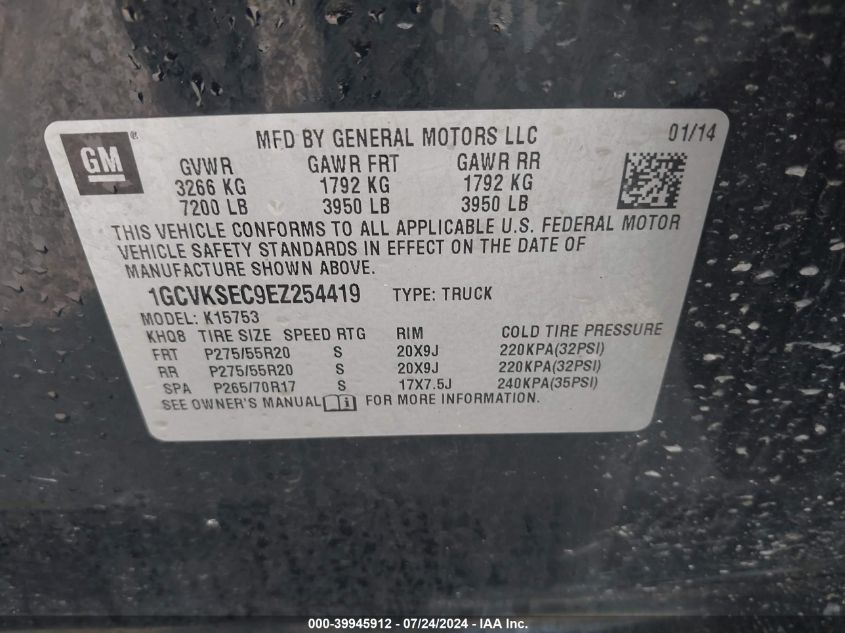 GM ® MFD BY GENERAL MOTORS LLC 01/14
GVWR GAWR FRT GAWR RR
3266 KG 1792 KG 1792 KG
7200 LB 3950 LB 3950 LB
THIS VEHICLE CONFORMS TO ALL APPLICABLE U.S. FEDERAL MOTOR
VEHICLE SAFETY STANDARDS IN EFFECT ON THE DATE OF
MANUFACTURE SHOWN ABOVE.
1GCVKSEC9EZ254419 TYPE: TRUCK
MODEL: K15753
KHQ8 TIRE SIZE SPEED RTG RIM COLD TIRE PRESSURE
FRT P275/55R20 S 20X9J 220KPA(32PSI)
RR P275/55R20 S 20X9J 220KPA(32PSI)
SPA P265/70R17 S 17X7.5J 240KPA(35PSI)
SEE OWNER'S MANUAL i FOR MORE INFORMATION.
000-39945912 - 07/24/2024 - IAA Inc.